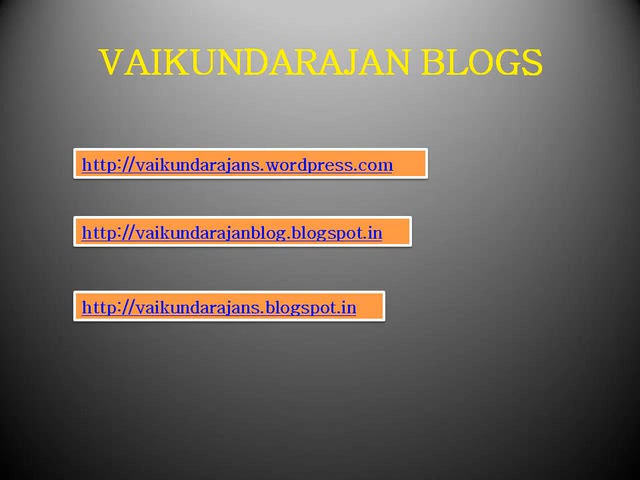 VAIKUNDARAJAN BLOGS
http://vaikundarajans.wordpress.com
http://vaikundarajanblog.blogspot.in
http://vaikundarajans.blogspot.in